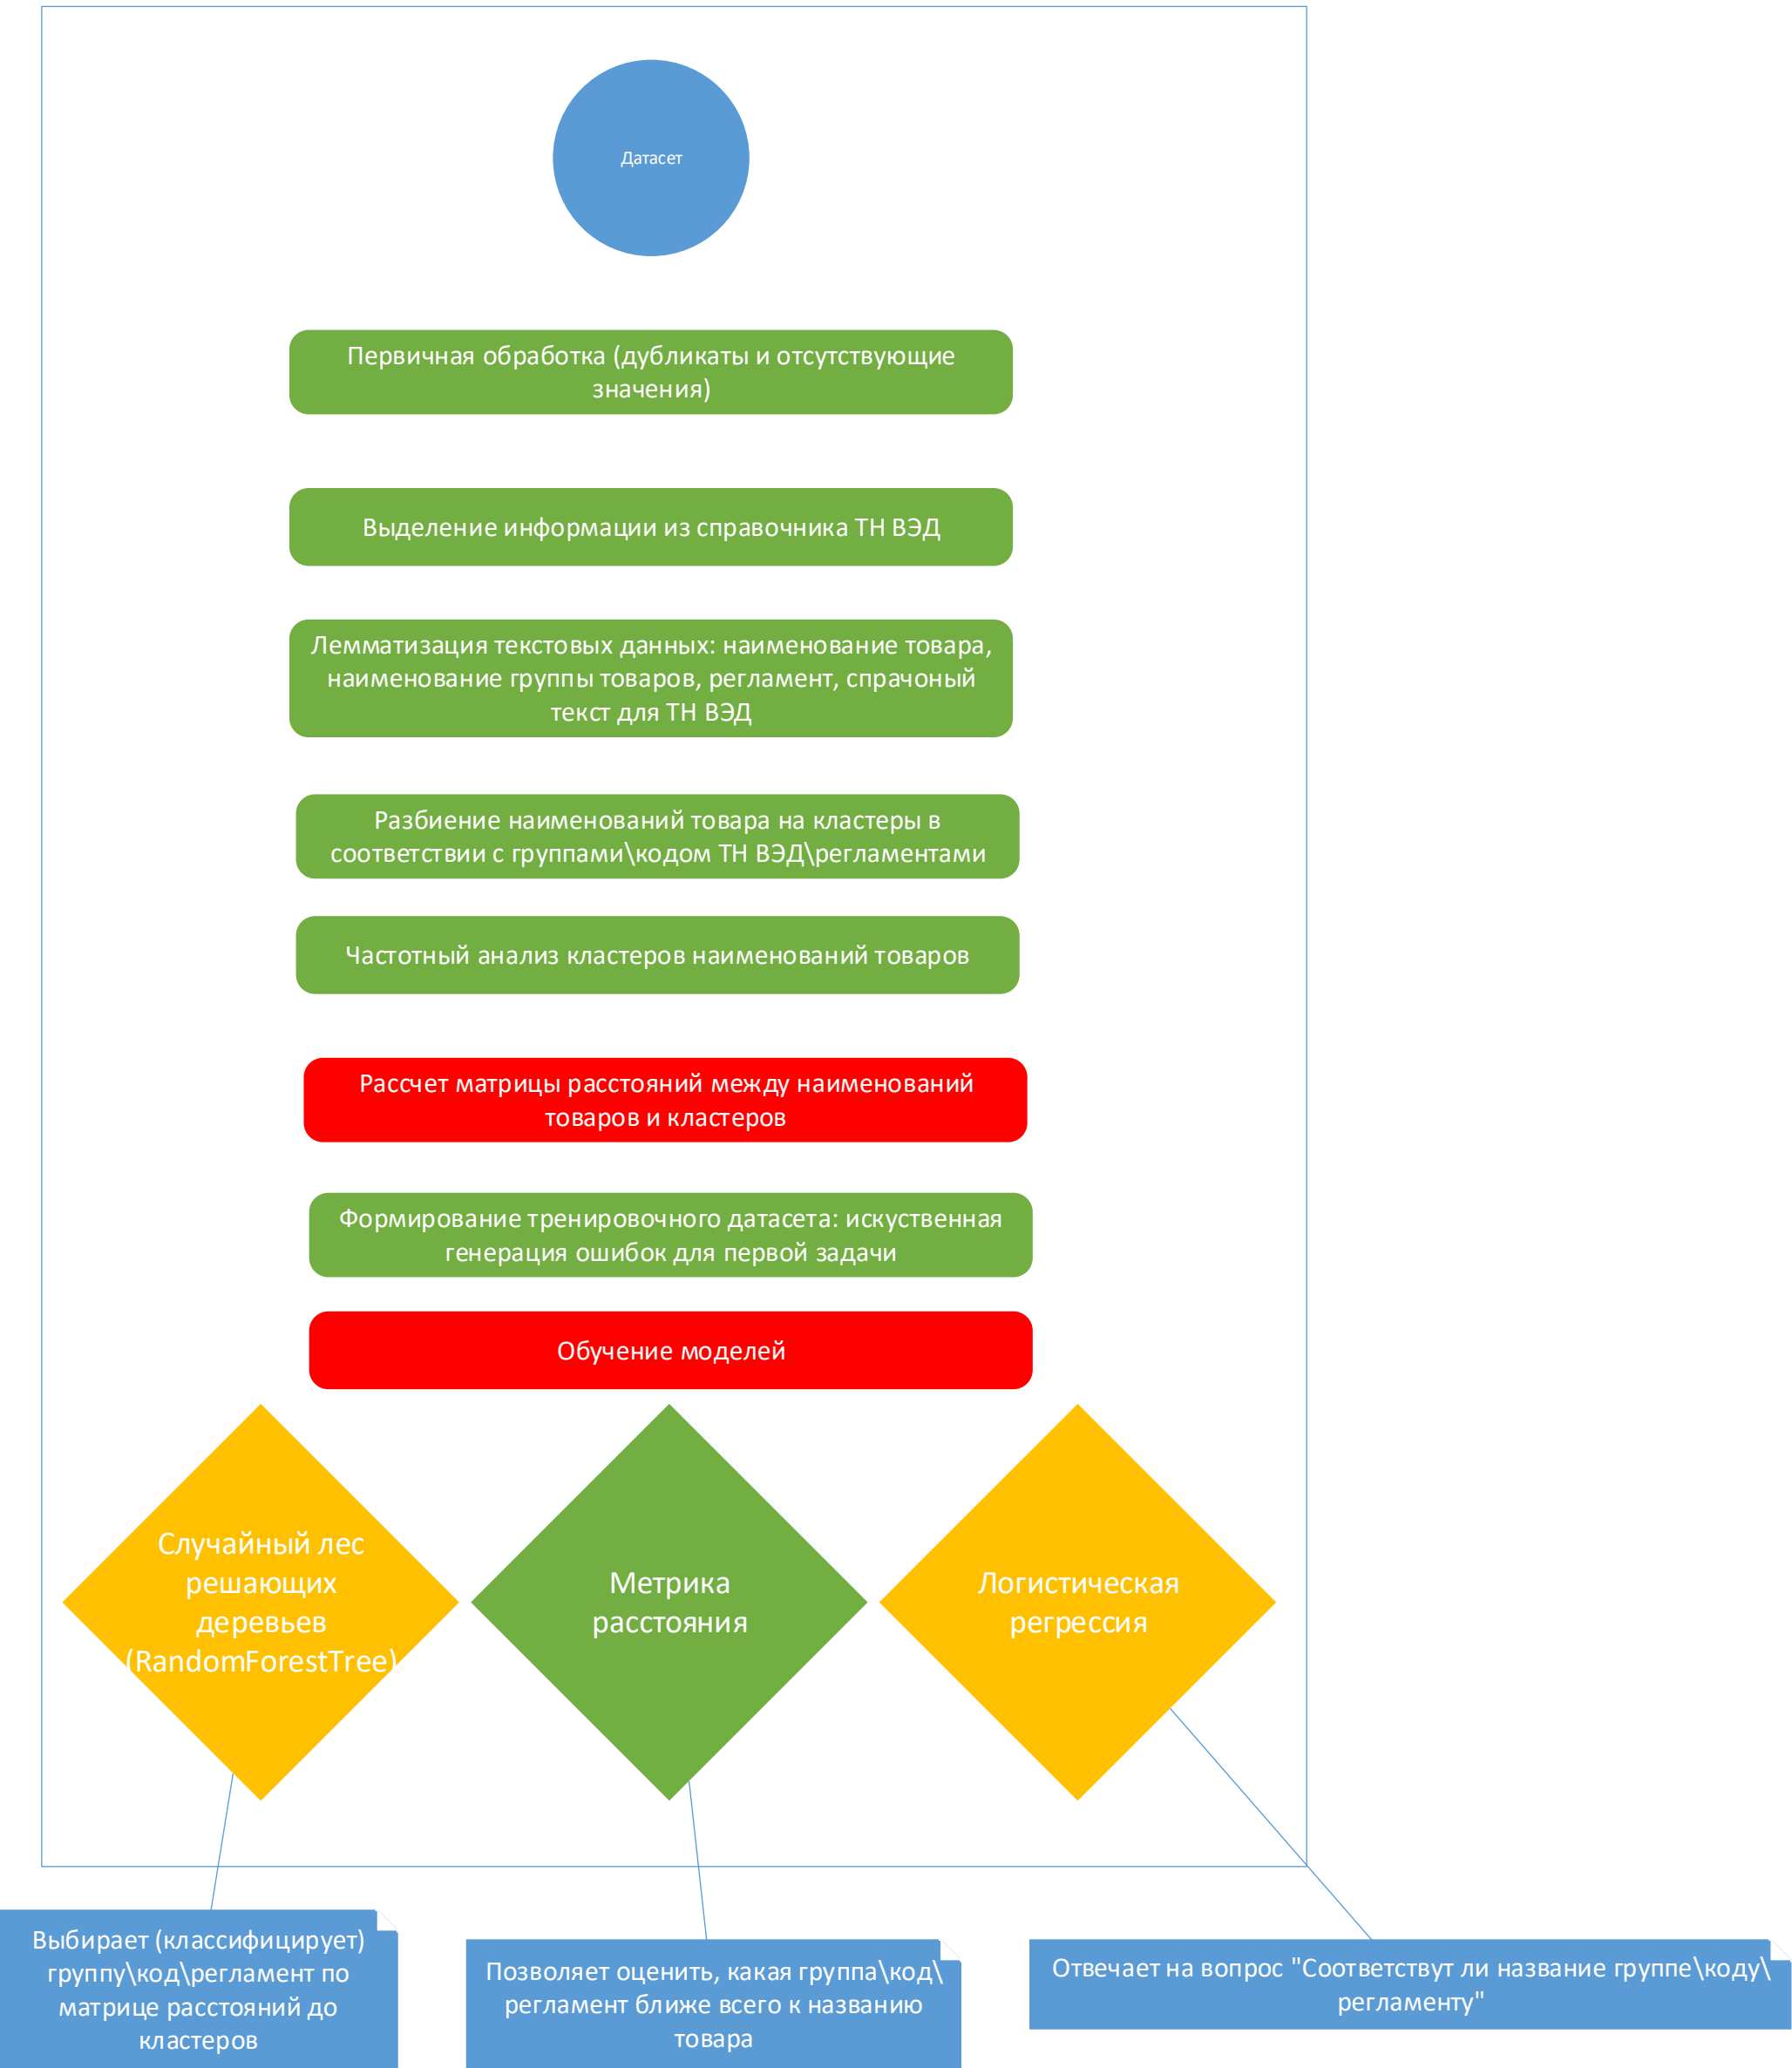 Датасет
Первичная обработка (дубликаты и отсутствующие
значения)
Выделение информации из справочника ТН ВЭД
Лемматизация текстовых данных: наименование товара,
наименование группы товаров, регламент, спрачоный
текст для ТН ВЭД
Разбиение наименований товара на кластеры в
соответствии с группами\кодом ТН ВЭД\регламентами
Частотный анализ кластеров наименований товаров
Рассчет матрицы расстояний между наименований
товаров и кластеров
Формирование тренировочного датасета: искуственная
генерация ошибок для первой задачи
Обучение моделей
Случайный лес
решающих
деревьев
(RandomForestTree)
Метрика
расстояния
Логистическая
регрессия
Выбирает (классифицирует)
группу\код\регламент по
матрице расстояний до
кластеров
Позволяет оценить, какая группа\код\
регламент ближе всего к названию
товара
Отвечает на вопрос "Соответствут ли название группе\коду\
регламенту"